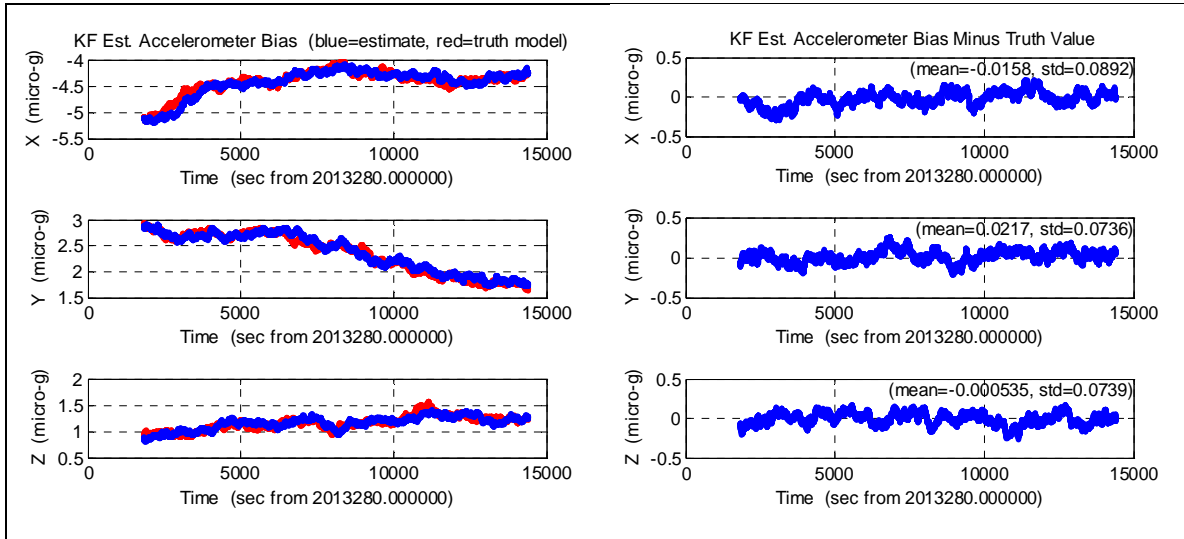 KF Est. Accelerometer Bias (blue=estimate, red=truth model)
-4
-4.5
-5
-5.5
X (micro-g)
0 5000 10000 15000
Time (sec from 2013280.000000)
3
2.5
2
1.5
Y (micro-g)
0 5000 10000 15000
Time (sec from 2013280.000000)
2
1.5
1
0.5
Z (micro-g)
0 5000 10000 15000
Time (sec from 2013280.000000)
KF Est. Accelerometer Bias Minus Truth Value
0.5
0
-0.5
X (micro-g)
(mean=-0.0158, std=0.0892)
0 5000 10000 15000
Time (sec from 2013280.000000)
0.5
0
-0.5
Y (micro-g)
(mean=0.0217, std=0.0736)
0 5000 10000 15000
Time (sec from 2013280.000000)
0.5
0
-0.5
Z (micro-g)
(mean=-0.000535, std=0.0739)
0 5000 10000 15000
Time (sec from 2013280.000000)